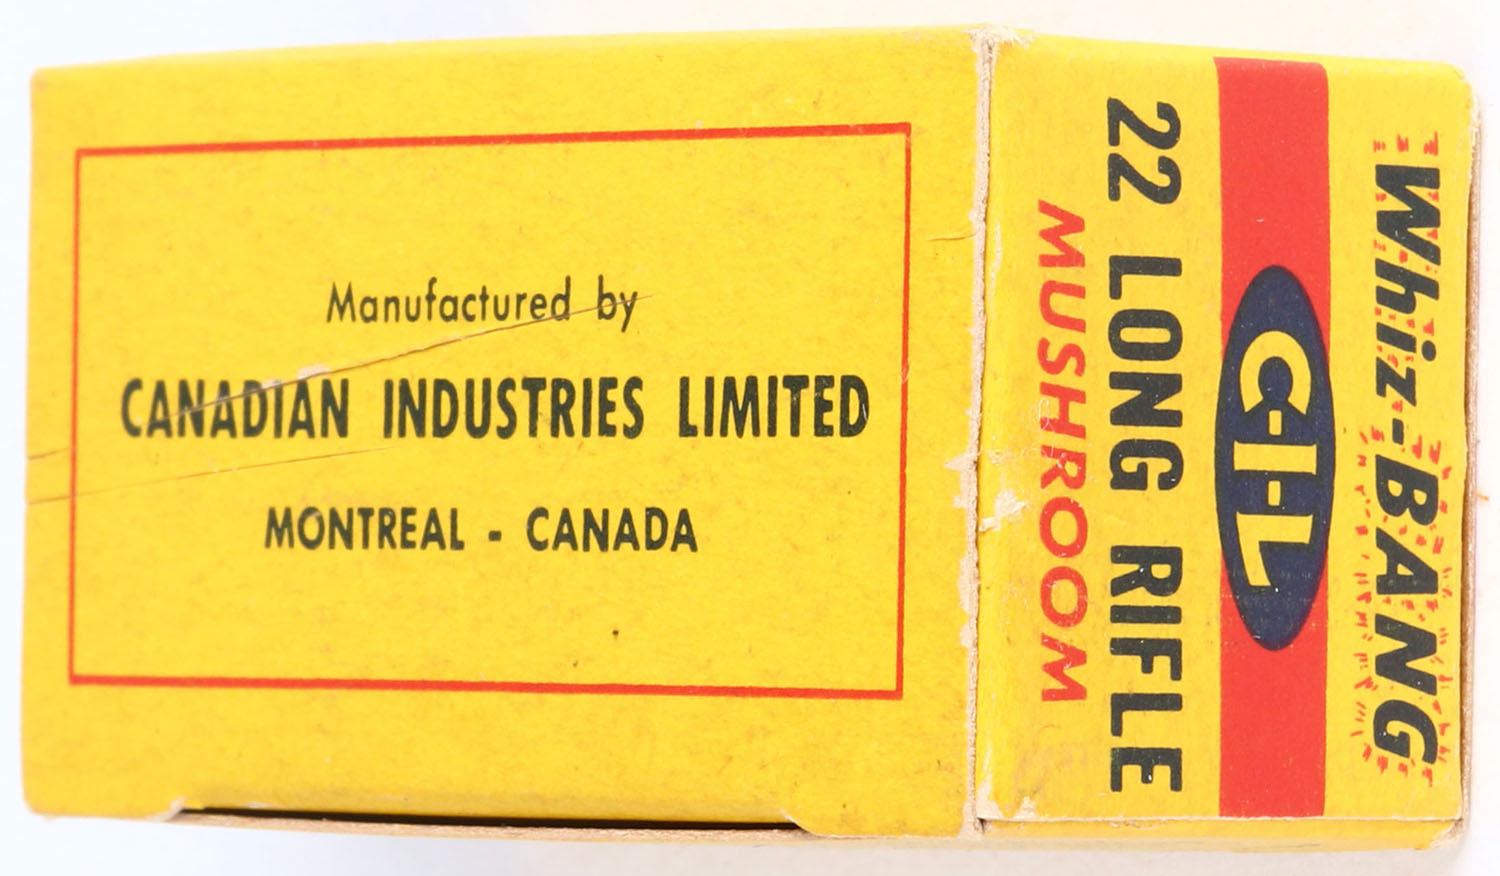 Manufactured by
CANADIAN INDUSTRIES LIMITED
MONTREAL - CANADA
Whiz-BANG
C-I-L
22 LONG RIFLE
MUSHROOM